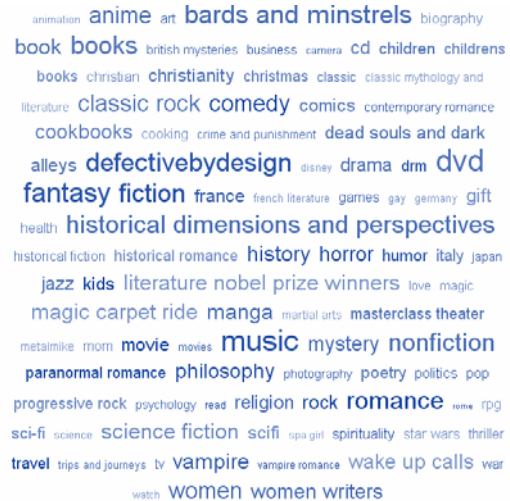 animation anime art bards and minstrels biography
book books british mysteries business camera cd children childrens
books christian christianity christmas classic classic mythology and
literature classic rock comedy comics contemporary romance
cookbooks cooking crime and punishment dead souls and dark
alleys defectivebydesign disney drama drm dvd
fantasy fiction france french literature games gay germany gift
health historical dimensions and perspectives
historical fiction historical romance history horror humor italy japan
jazz kids literature nobel prize winners love magic
magic carpet ride manga martial arts masterclass theater
metalmike mom movie movies music mystery nonfiction
paranormal romance philosophy photography poetry politics pop
progressive rock psychology read religion rock romance rome rpg
sci-fi science science fiction scifi spa girl spirituality star wars thriller
travel trips and journeys tv vampire vampire romance wake up calls war
watch women women writers